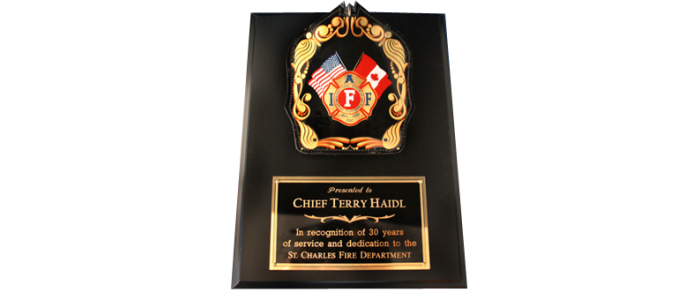 A
I F F
Presented to
CHIEF TERRY HAIDL
In recognition of 30 years
of service and dedication to the
ST. CHARLES FIRE DEPARTMENT